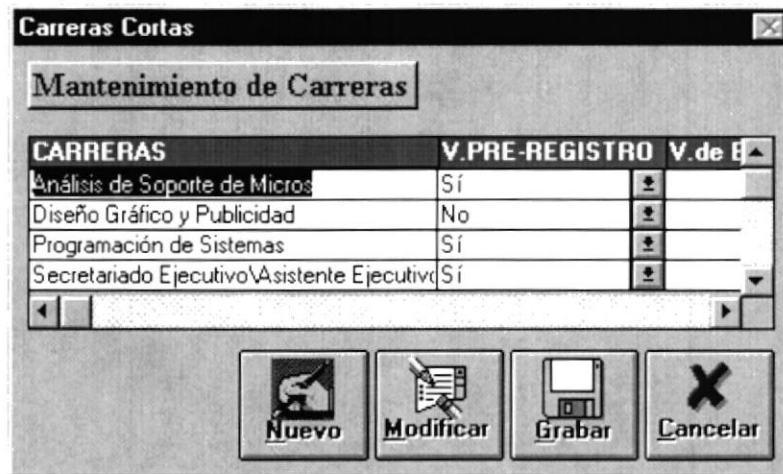 Carreras Cortas
Mantenimiento de Carreras
CARRERAS V.PRE-REGISTRO V.de
Análisis de Soporte de Micros Sí
Diseño Gráfico y Publicidad No
Programación de Sistemas Sí
Secretariado Ejecutivo\Asistente Ejecutivo Sí
Nuevo Modificar Grabar Cancelar